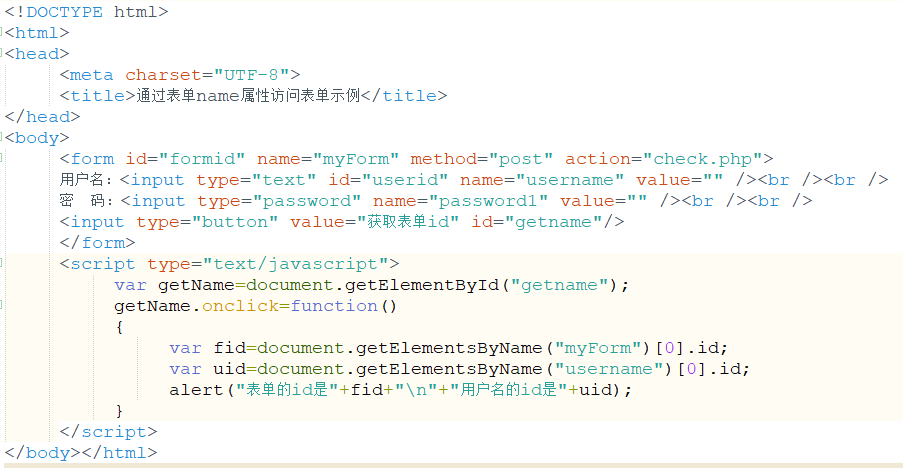 <!DOCTYPE html>
<html>
<head>
<meta charset="UTF-8">
<title>通过表单name属性访问表单示例</title>
</head>
<body>
<form id="formid" name="myForm" method="post" action="check.php">
用户名：<input type="text" id="userid" name="username" value="" /><br /><br />
密  码：<input type="password" name="password1" value="" /><br /><br />
<input type="button" value="获取表单id" id="getname"/>
</form>
<script type="text/javascript">
var getName=document.getElementById("getname");
getName.onclick=function()
{
var fid=document.getElementsByName("myForm")[0].id;
var uid=document.getElementsByName("username")[0].id;
alert("表单的id是"+fid+"\n"+"用户名的id是"+uid);
}
</script>
</body></html>